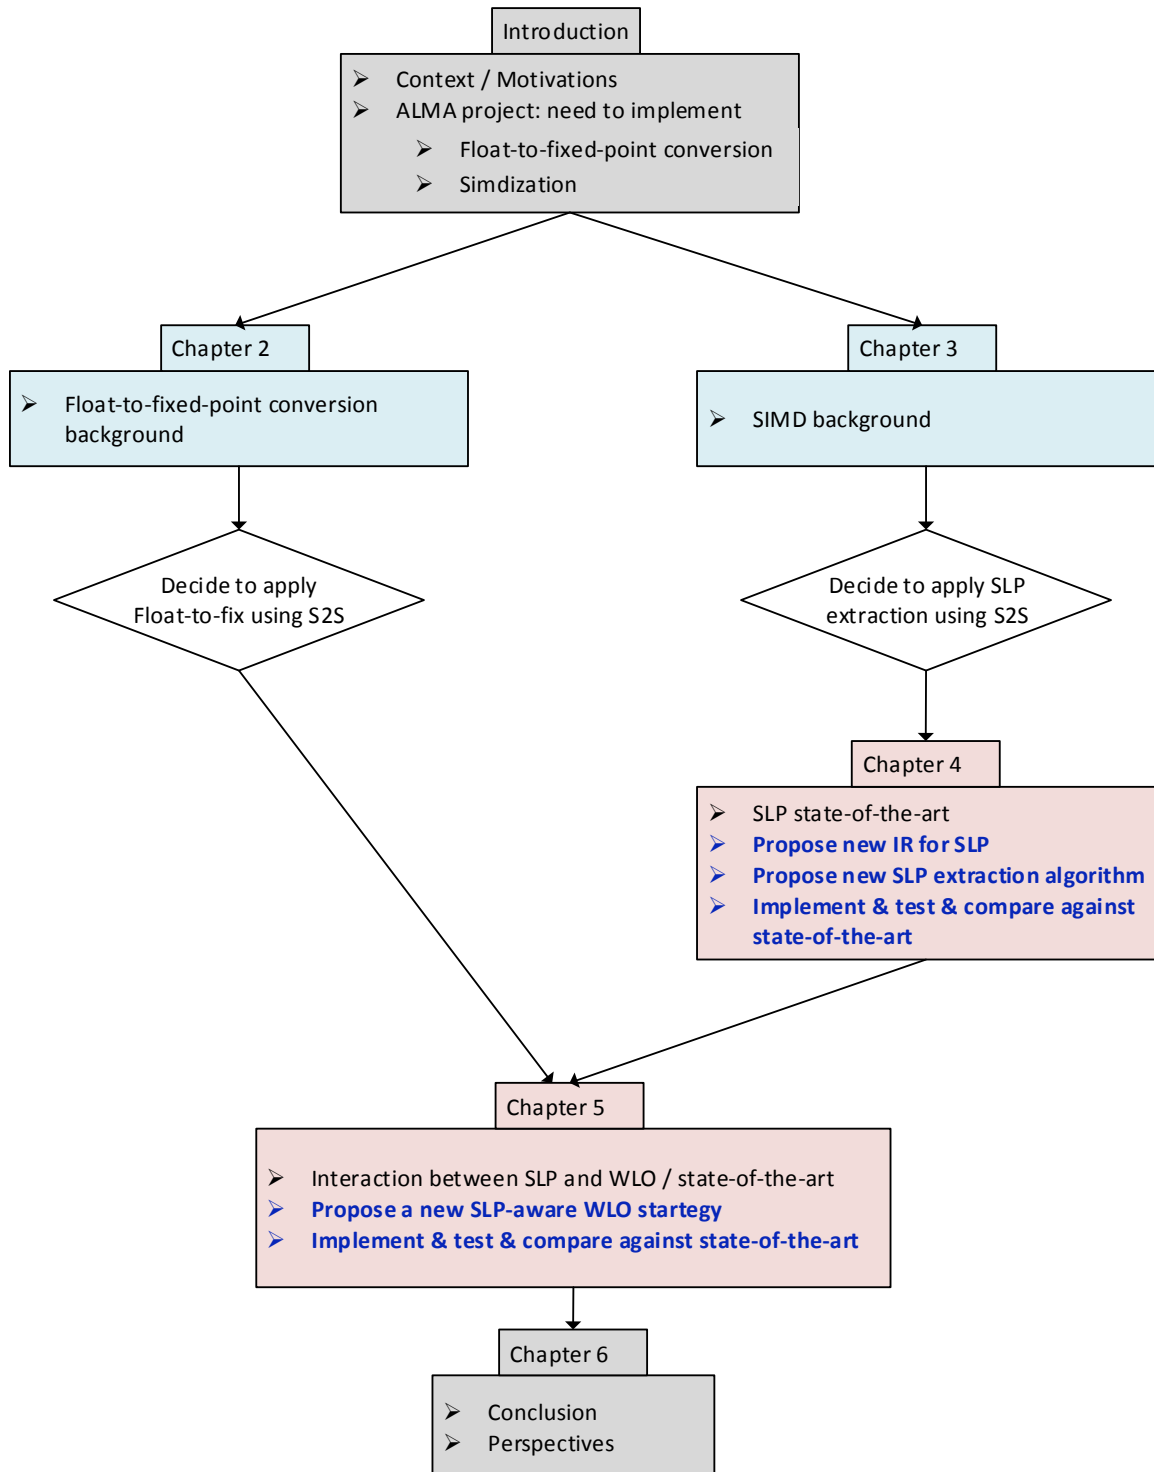 Introduction
Context / Motivations
ALMA project: need to implement
Float-to-fixed-point conversion
Simdization
Chapter 2
Float-to-fixed-point conversion
background
Chapter 3
SIMD background
Decide to apply
Float-to-fix using S2S
Decide to apply SLP
extraction using S2S
Chapter 4
SLP state-of-the-art
Propose new IR for SLP
Propose new SLP extraction algorithm
Implement & test & compare against
state-of-the-art
Chapter 5
Interaction between SLP and WLO / state-of-the-art
Propose a new SLP-aware WLO startegy
Implement & test & compare against state-of-the-art
Chapter 6
Conclusion
Perspectives